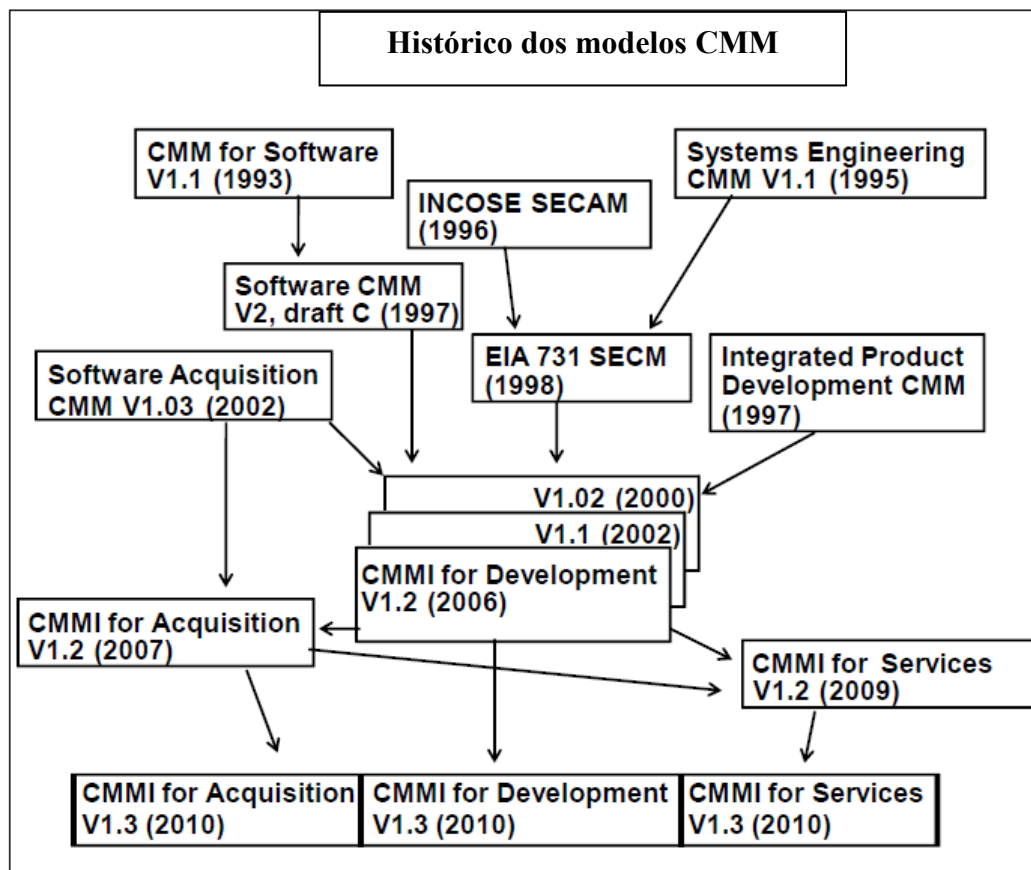 Histórico dos modelos CMM
CMM for Software
V1.1 (1993)
Systems Engineering
CMM V1.1 (1995)
INCOSE SECAM
(1996)
Software CMM
V2, draft C (1997)
EIA 731 SECM
(1998)
Integrated Product
Development CMM
(1997)
Software Acquisition
CMM V1.03 (2002)
V1.02 (2000)
V1.1 (2002)
CMMI for Development
V1.2 (2006)
CMMI for Acquisition
V1.2 (2007)
CMMI for Services
V1.2 (2009)
CMMI for Acquisition
V1.3 (2010)
CMMI for Development
V1.3 (2010)
CMMI for Services
V1.3 (2010)